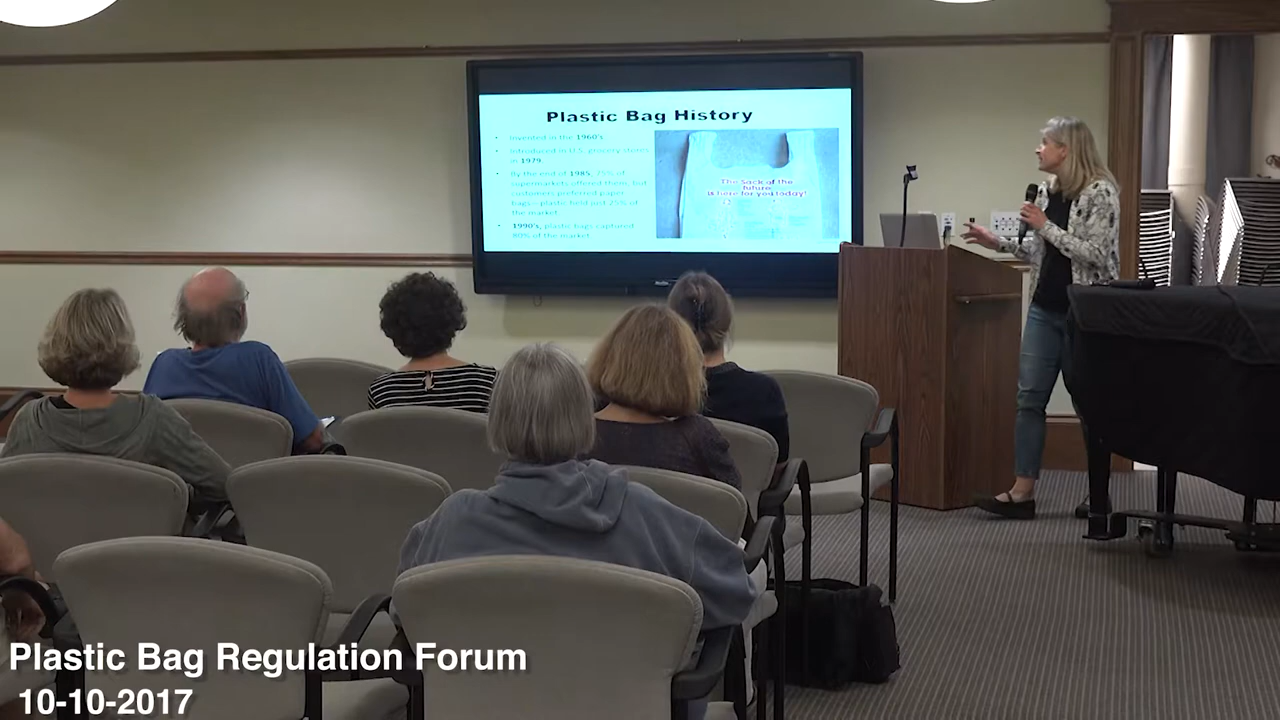 Plastic Bag History
• Invented in the 1960's.
• Introduced in U.S. grocery stores
in 1979.
• By the end of 1985, 75% of
supermarkets offered them, but
customers preferred paper
bags—plastic held just 25% of
the market.
• 1990's, plastic bags captured
80% of the market.
The Sack of the
future
is here for you today!
Plastic Bag Regulation Forum
10-10-2017